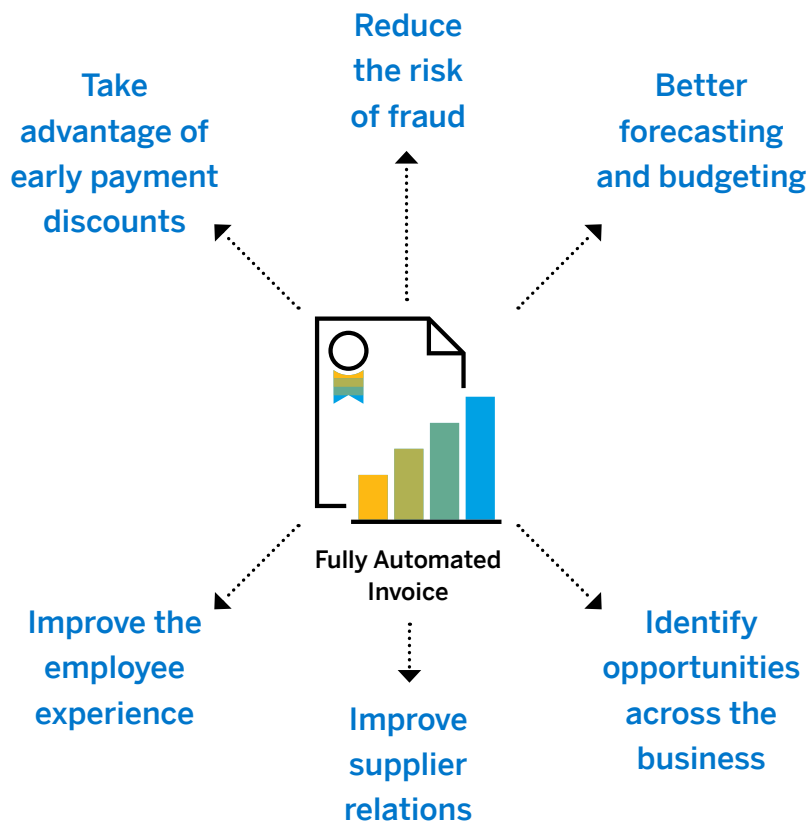 Reduce
the risk
of fraud
Take
advantage of
early payment
discounts
Better
forecasting
and budgeting
Fully Automated
Invoice
Improve the
employee
experience
Improve
supplier
relations
Identify
opportunities
across the
business